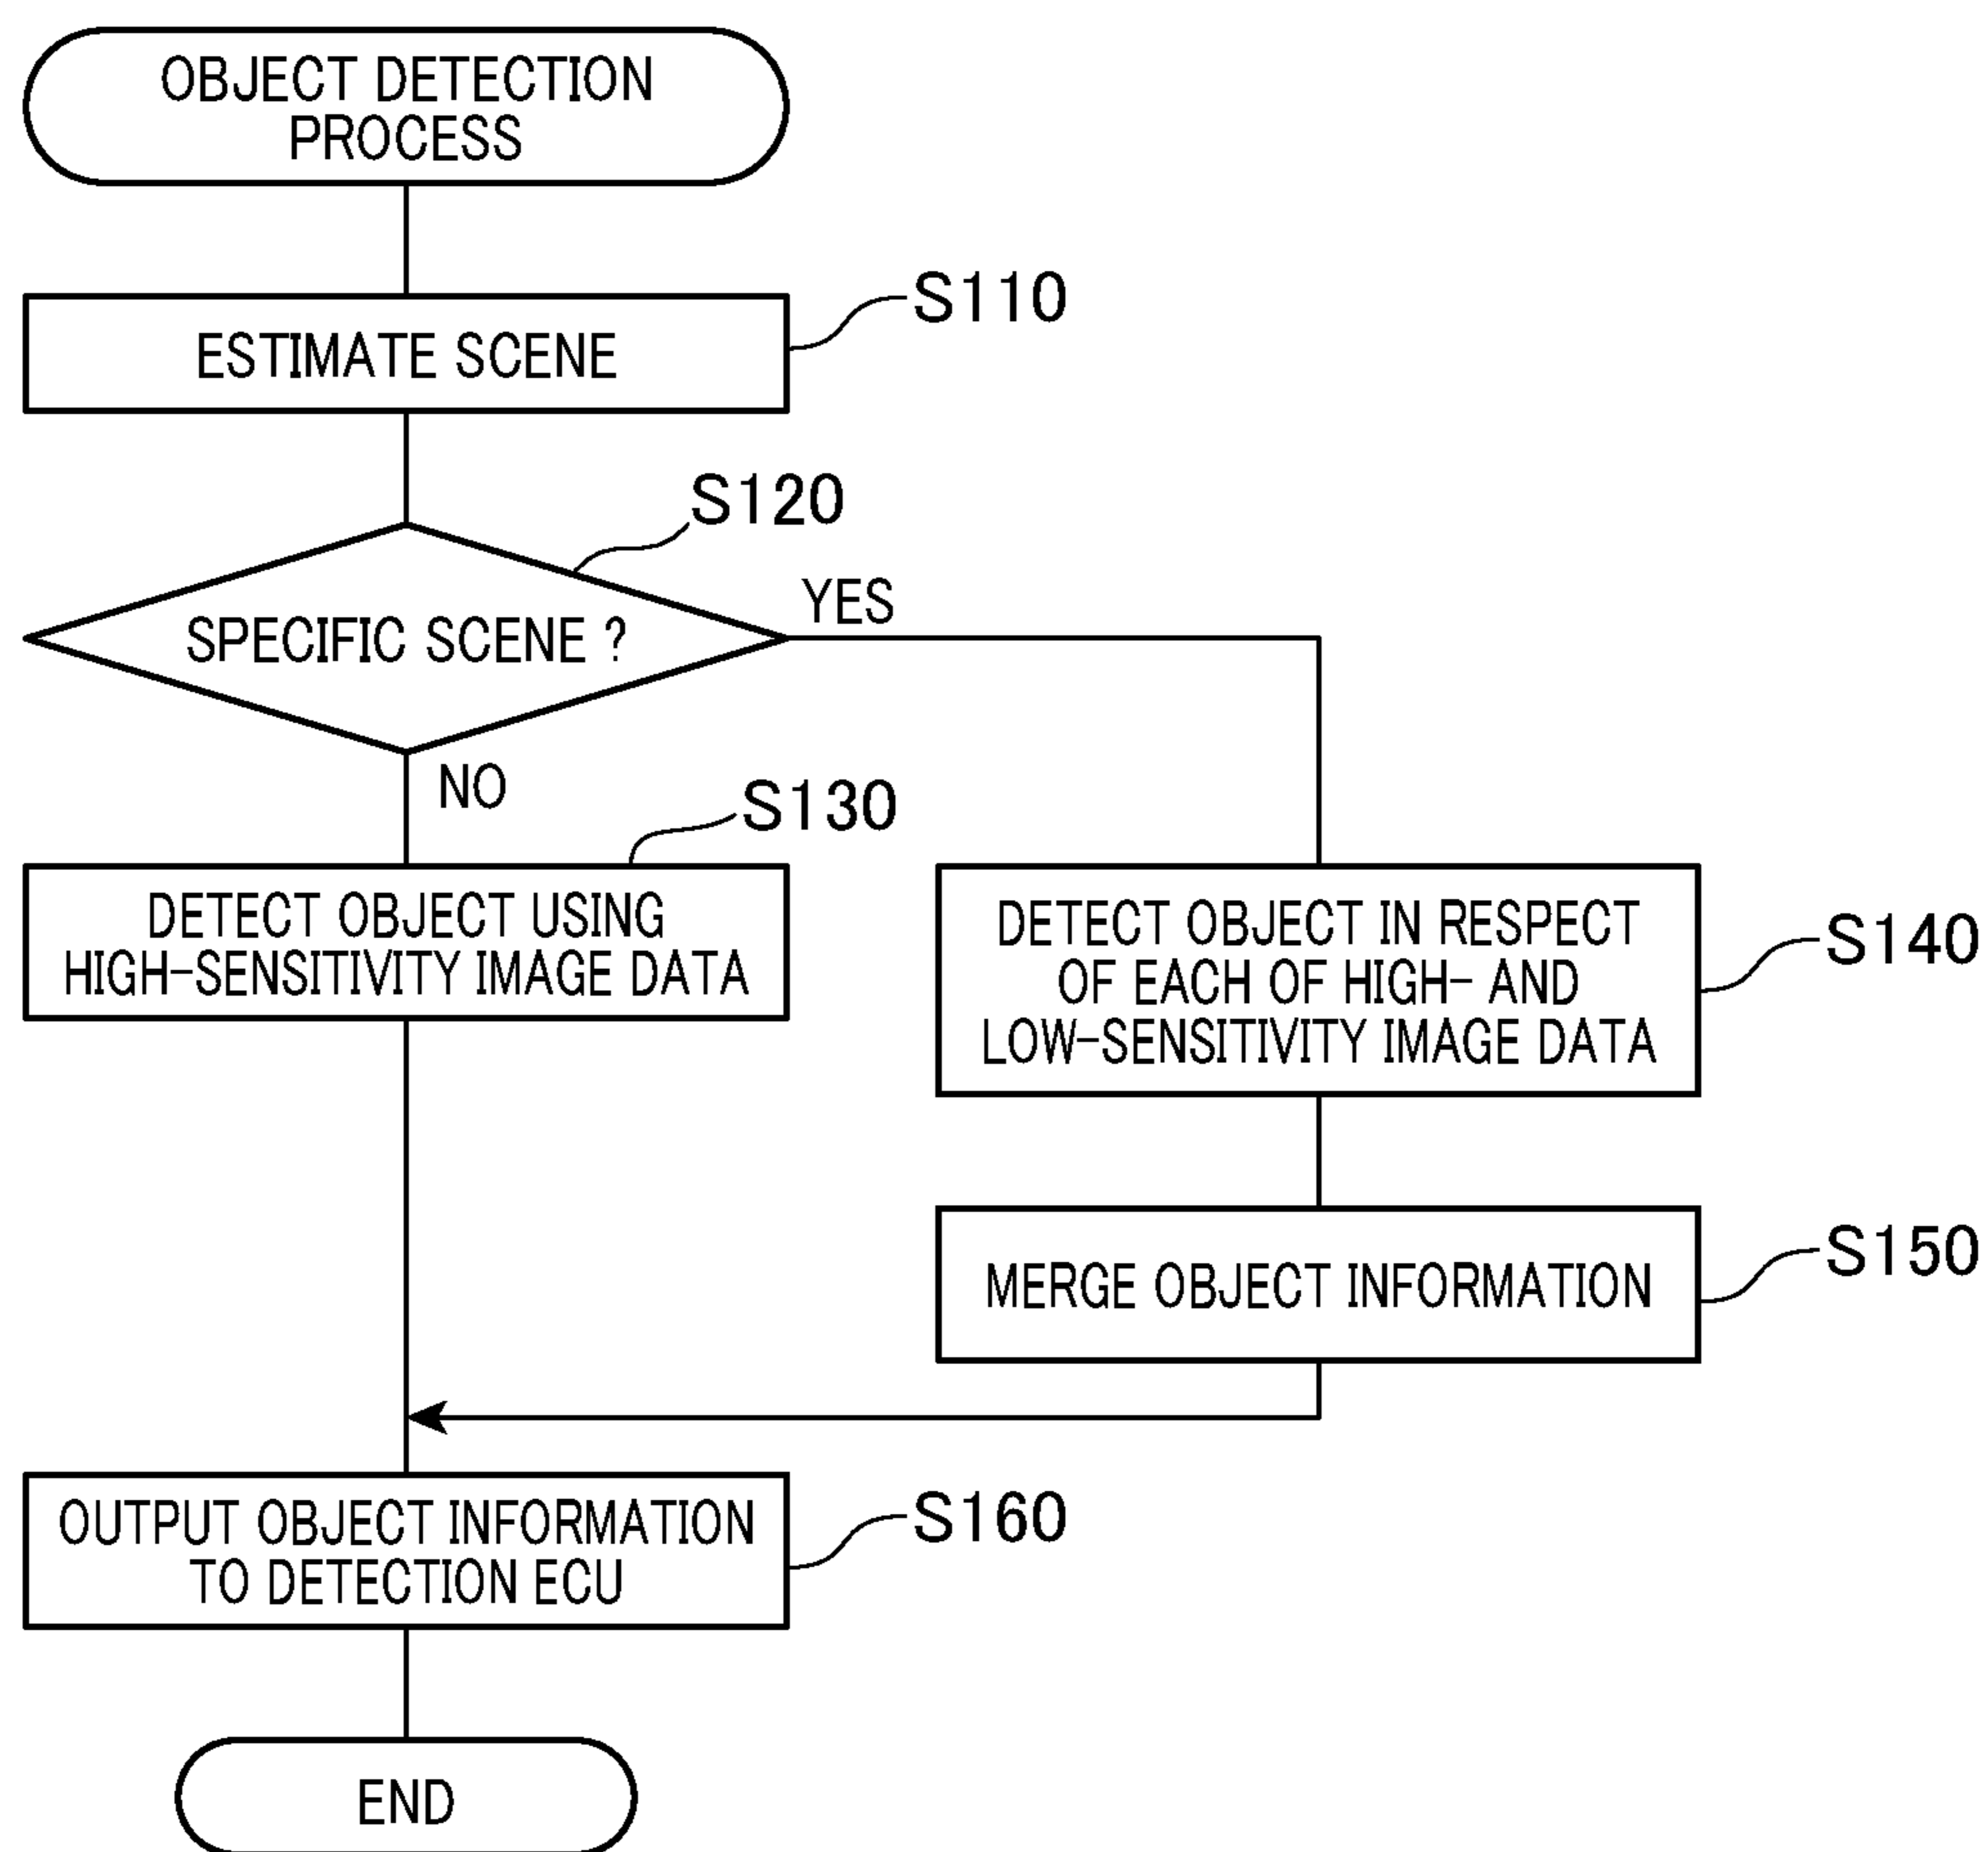 OBJECT DETECTION
PROCESS
S110
ESTIMATE SCENE
S120
SPECIFIC SCENE ?
YES
NO
S130
DETECT OBJECT USING
HIGH-SENSITIVITY IMAGE DATA
S140
DETECT OBJECT IN RESPECT
OF EACH OF HIGH- AND
LOW-SENSITIVITY IMAGE DATA
S150
MERGE OBJECT INFORMATION
S160
OUTPUT OBJECT INFORMATION
TO DETECTION ECU
END